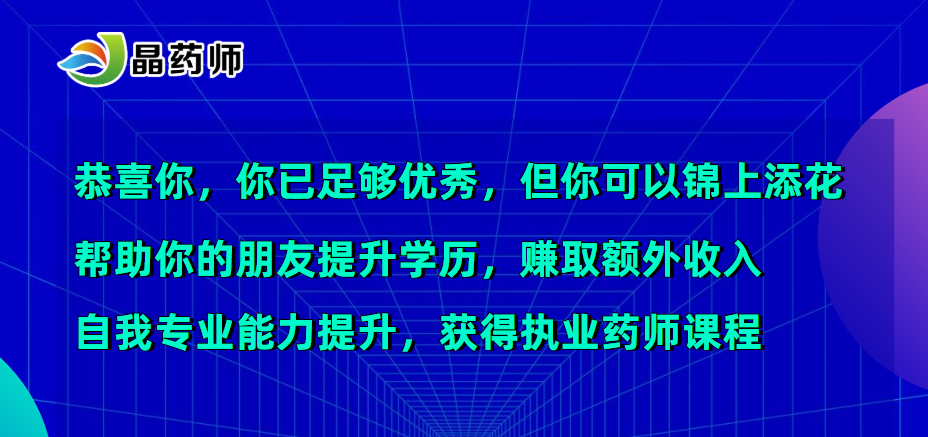 晶药师
恭喜你，你已足够优秀，但你可以锦上添花
帮助你的朋友提升学历，赚取额外收入
自我专业能力提升，获得执业药师课程